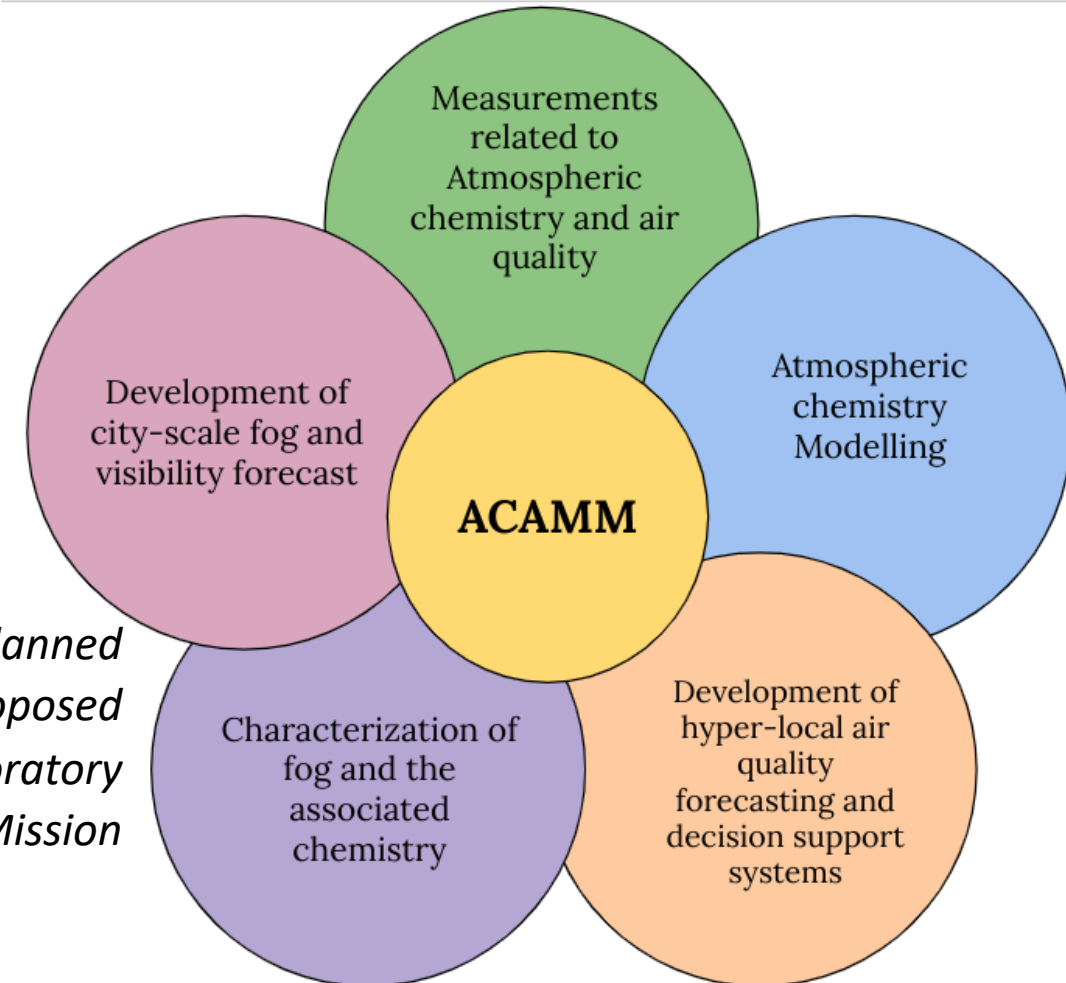 Measurements
related to
Atmospheric
chemistry and air
quality
Atmospheric
chemistry
Modelling
Development of
city-scale fog and
visibility forecast
ACAMM
Development of
hyper-local air
quality
forecasting and
decision support
systems
Characterization of
fog and the
associated
chemistry
Mission